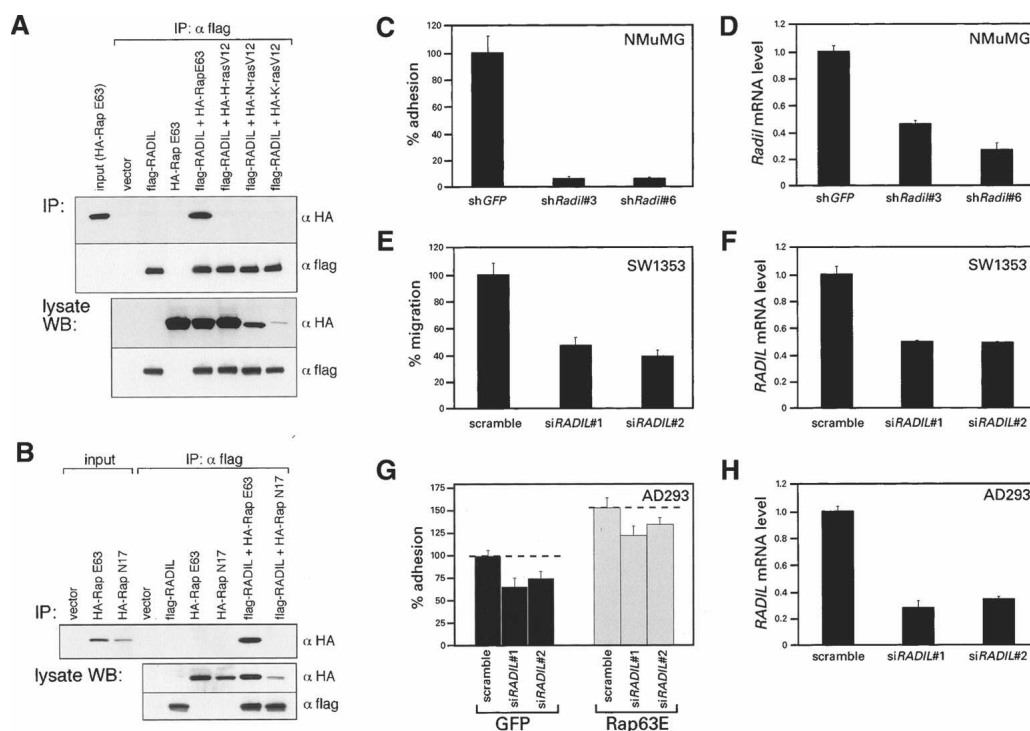 A
IP: α flag
input (HA-Rap E63)
vector
flag-RADIL
HA-Rap E63
flag-RADIL + HA-RapE63
flag-RADIL + HA-H-rasV12
flag-RADIL + HA-N-rasV12
flag-RADIL + HA-K-rasV12
IP:
α HA
α flag
lysate
WB:
α HA
α flag
B
input
IP: α flag
vector
HA-Rap E63
HA-Rap N17
vector
flag-RADIL
HA-Rap E63
HA-Rap N17
flag-RADIL + HA-Rap E63
flag-RADIL + HA-Rap N17
IP:
α HA
lysate WB:
α HA
α flag
C
NMuMG
% adhesion
120
100
80
60
40
20
0
shGFP
shRadil#3
shRadil#6
D
NMuMG
Radil mRNA level
1.2
1.0
0.8
0.6
0.4
0.2
0
shGFP
shRadil#3
shRadil#6
E
SW1353
% migration
120
100
80
60
40
20
0
scramble
siRADIL#1
siRADIL#2
F
SW1353
RADIL mRNA level
1.2
1.0
0.8
0.6
0.4
0.2
0
scramble
siRADIL#1
siRADIL#2
G
AD293
% adhesion
175
150
125
100
75
50
25
0
scramble
siRADIL#1
siRADIL#2
scramble
siRADIL#1
siRADIL#2
GFP
Rap63E
H
AD293
RADIL mRNA level
1.2
1.0
0.8
0.6
0.4
0.2
0
scramble
siRADIL#1
siRADIL#2